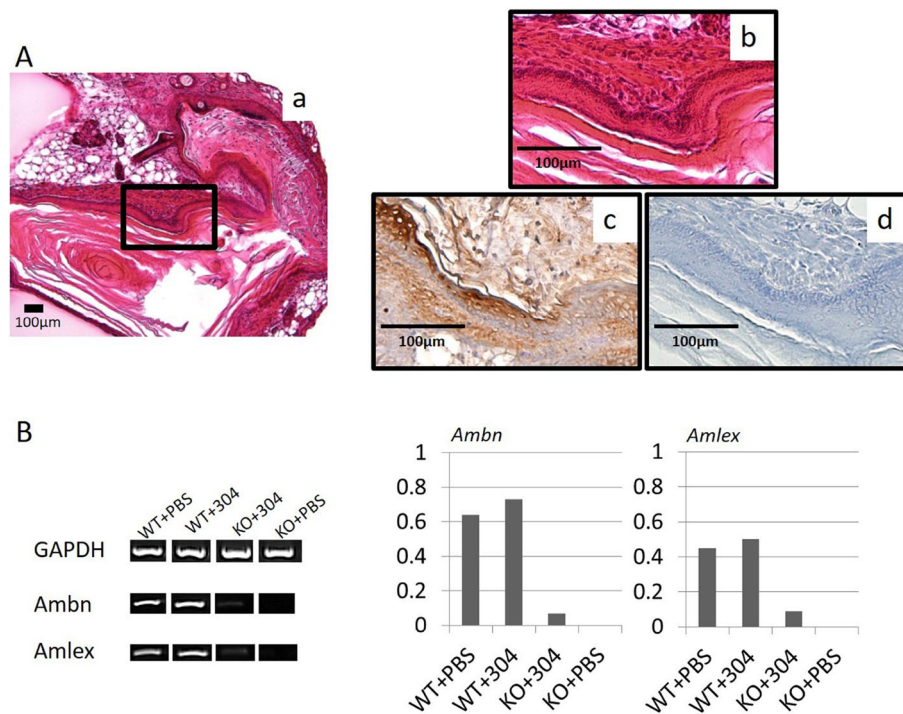 A
a
100μm
b
100μm
c
100μm
d
100μm
B
WT+PBS
WT+304
KO+304
KO+PBS
GAPDH
Ambn
Amlex
Ambn
1
0.8
0.6
0.4
0.2
0
WT+PBS
WT+304
KO+304
KO+PBS
Amlex
1
0.8
0.6
0.4
0.2
0
WT+PBS
WT+304
KO+304
KO+PBS